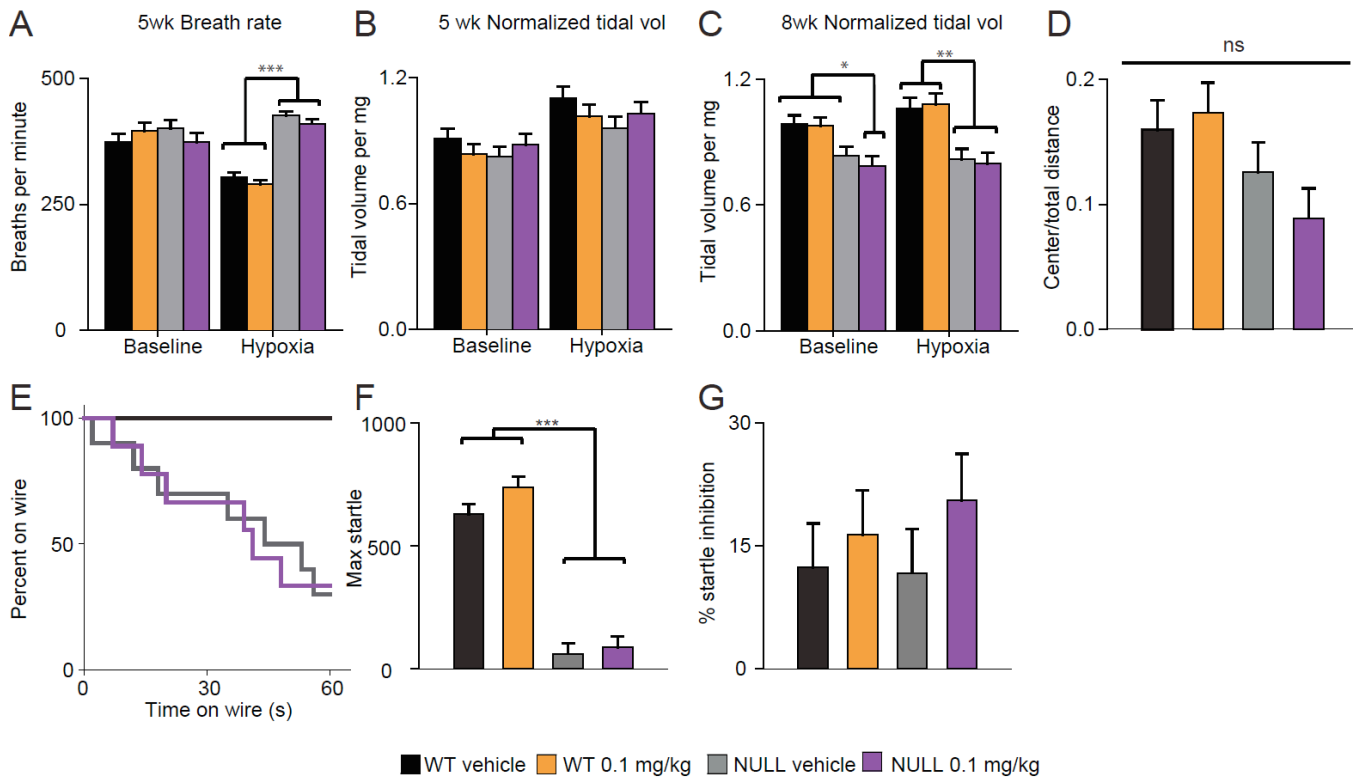 A
5wk Breath rate
Breaths per minute
500
250
0
***
Baseline
Hypoxia
B
5 wk Normalized tidal vol
Tidal volume per mg
1.2
0.6
0.0
Baseline
Hypoxia
C
8wk Normalized tidal vol
Tidal volume per mg
1.2
0.6
0.0
*
**
Baseline
Hypoxia
D
ns
Center/total distance
0.2
0.1
0.0
E
Percent on wire
100
50
0
0
30
60
Time on wire (s)
F
Max startle
1000
500
0
***
G
% startle inhibition
30
15
0
WT vehicle
WT 0.1 mg/kg
NULL vehicle
NULL 0.1 mg/kg